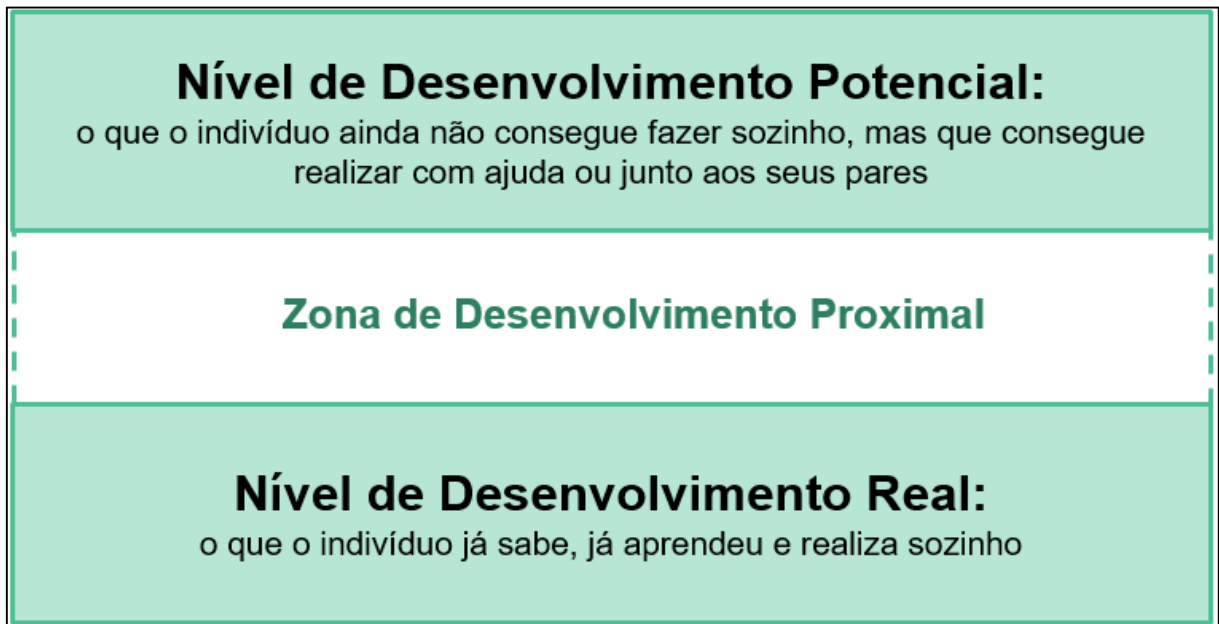 Nível de Desenvolvimento Potencial:
o que o indivíduo ainda não consegue fazer sozinho, mas que consegue
realizar com ajuda ou junto aos seus pares
Zona de Desenvolvimento Proximal
Nível de Desenvolvimento Real:
o que o indivíduo já sabe, já aprendeu e realiza sozinho